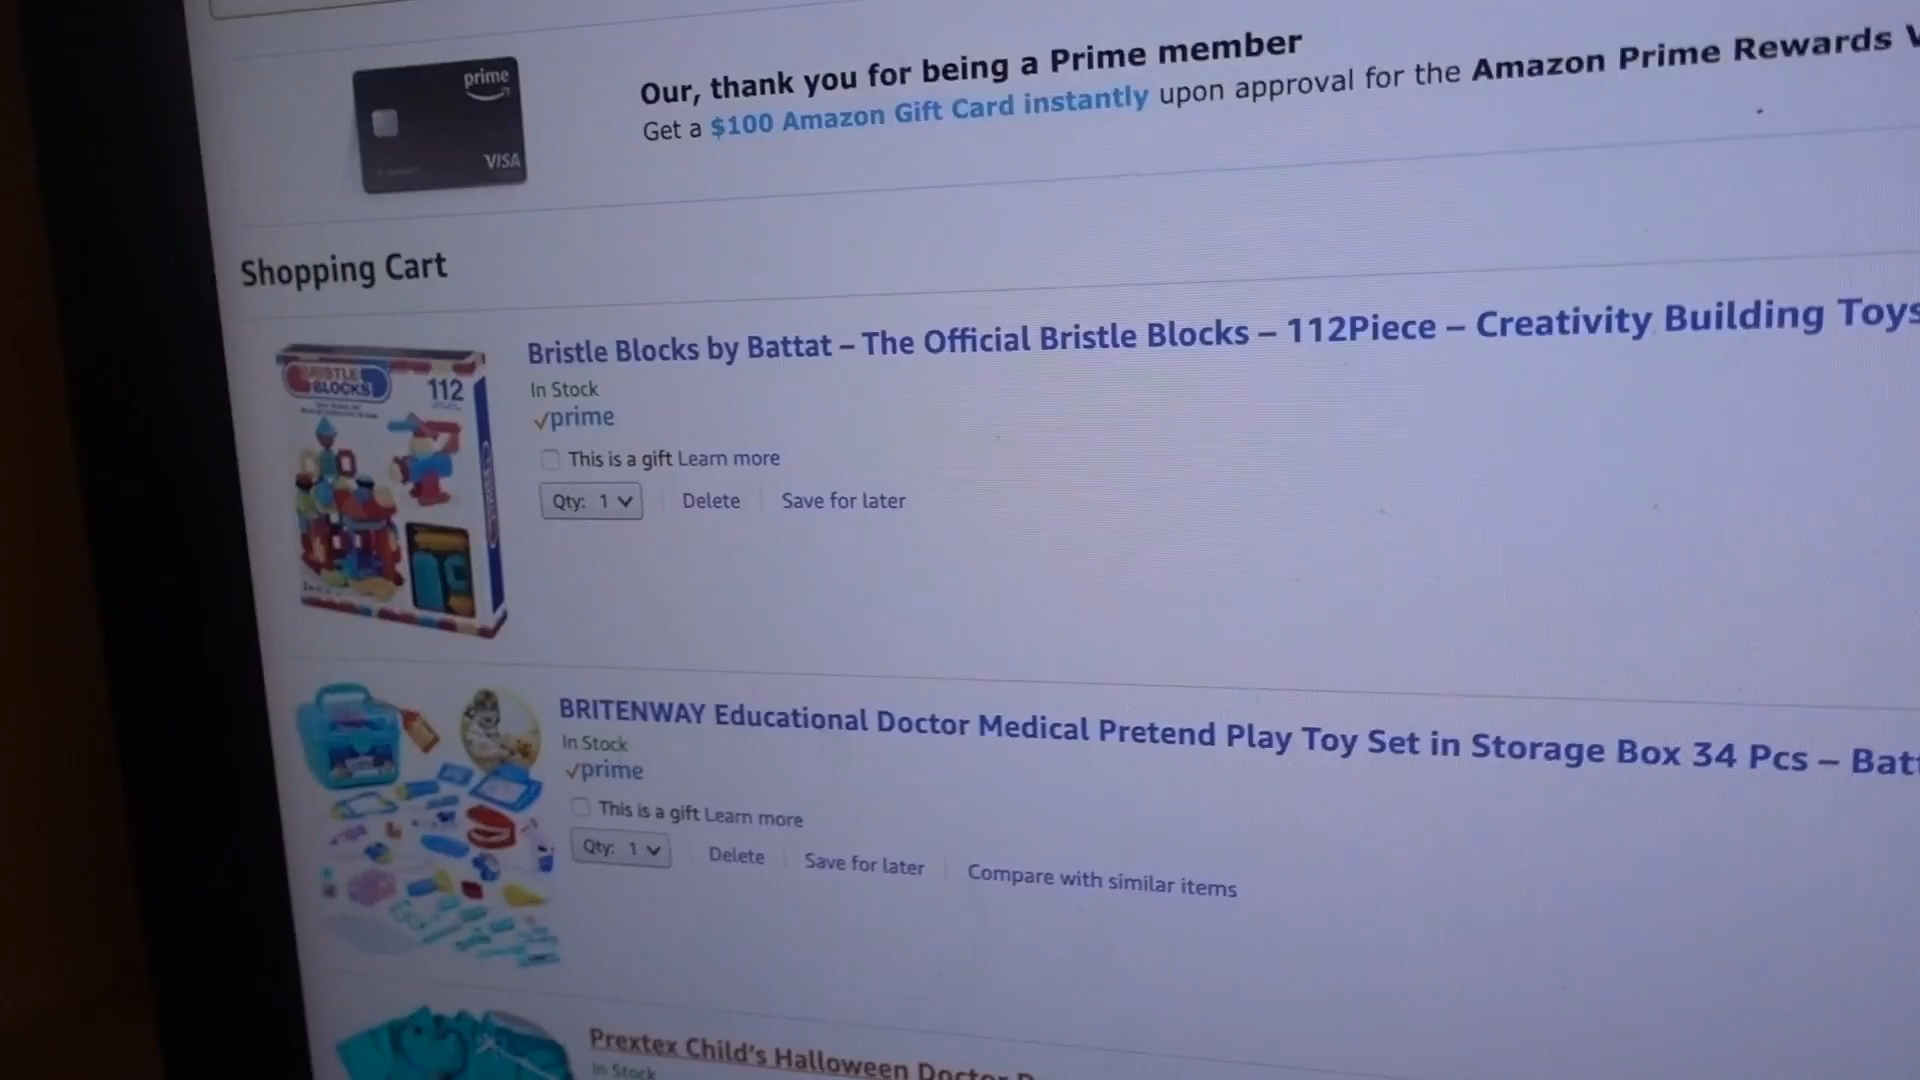 prime
VISA
Our, thank you for being a Prime member
Get a $100 Amazon Gift Card instantly upon approval for the Amazon Prime Rewards
Shopping Cart
BRISTLE
BLOCKS
112
Bristle Blocks by Battat – The Official Bristle Blocks – 112Piece – Creativity Building Toys
In Stock
prime
This is a gift Learn more
Qty: 1 Delete Save for later
BRITENWAY Educational Doctor Medical Pretend Play Toy Set in Storage Box 34 Pcs –
In Stock
prime
This is a gift Learn more
Qty: 1 Delete Save for later Compare with similar items
Prextex Child's Halloween Doctor
In Stock